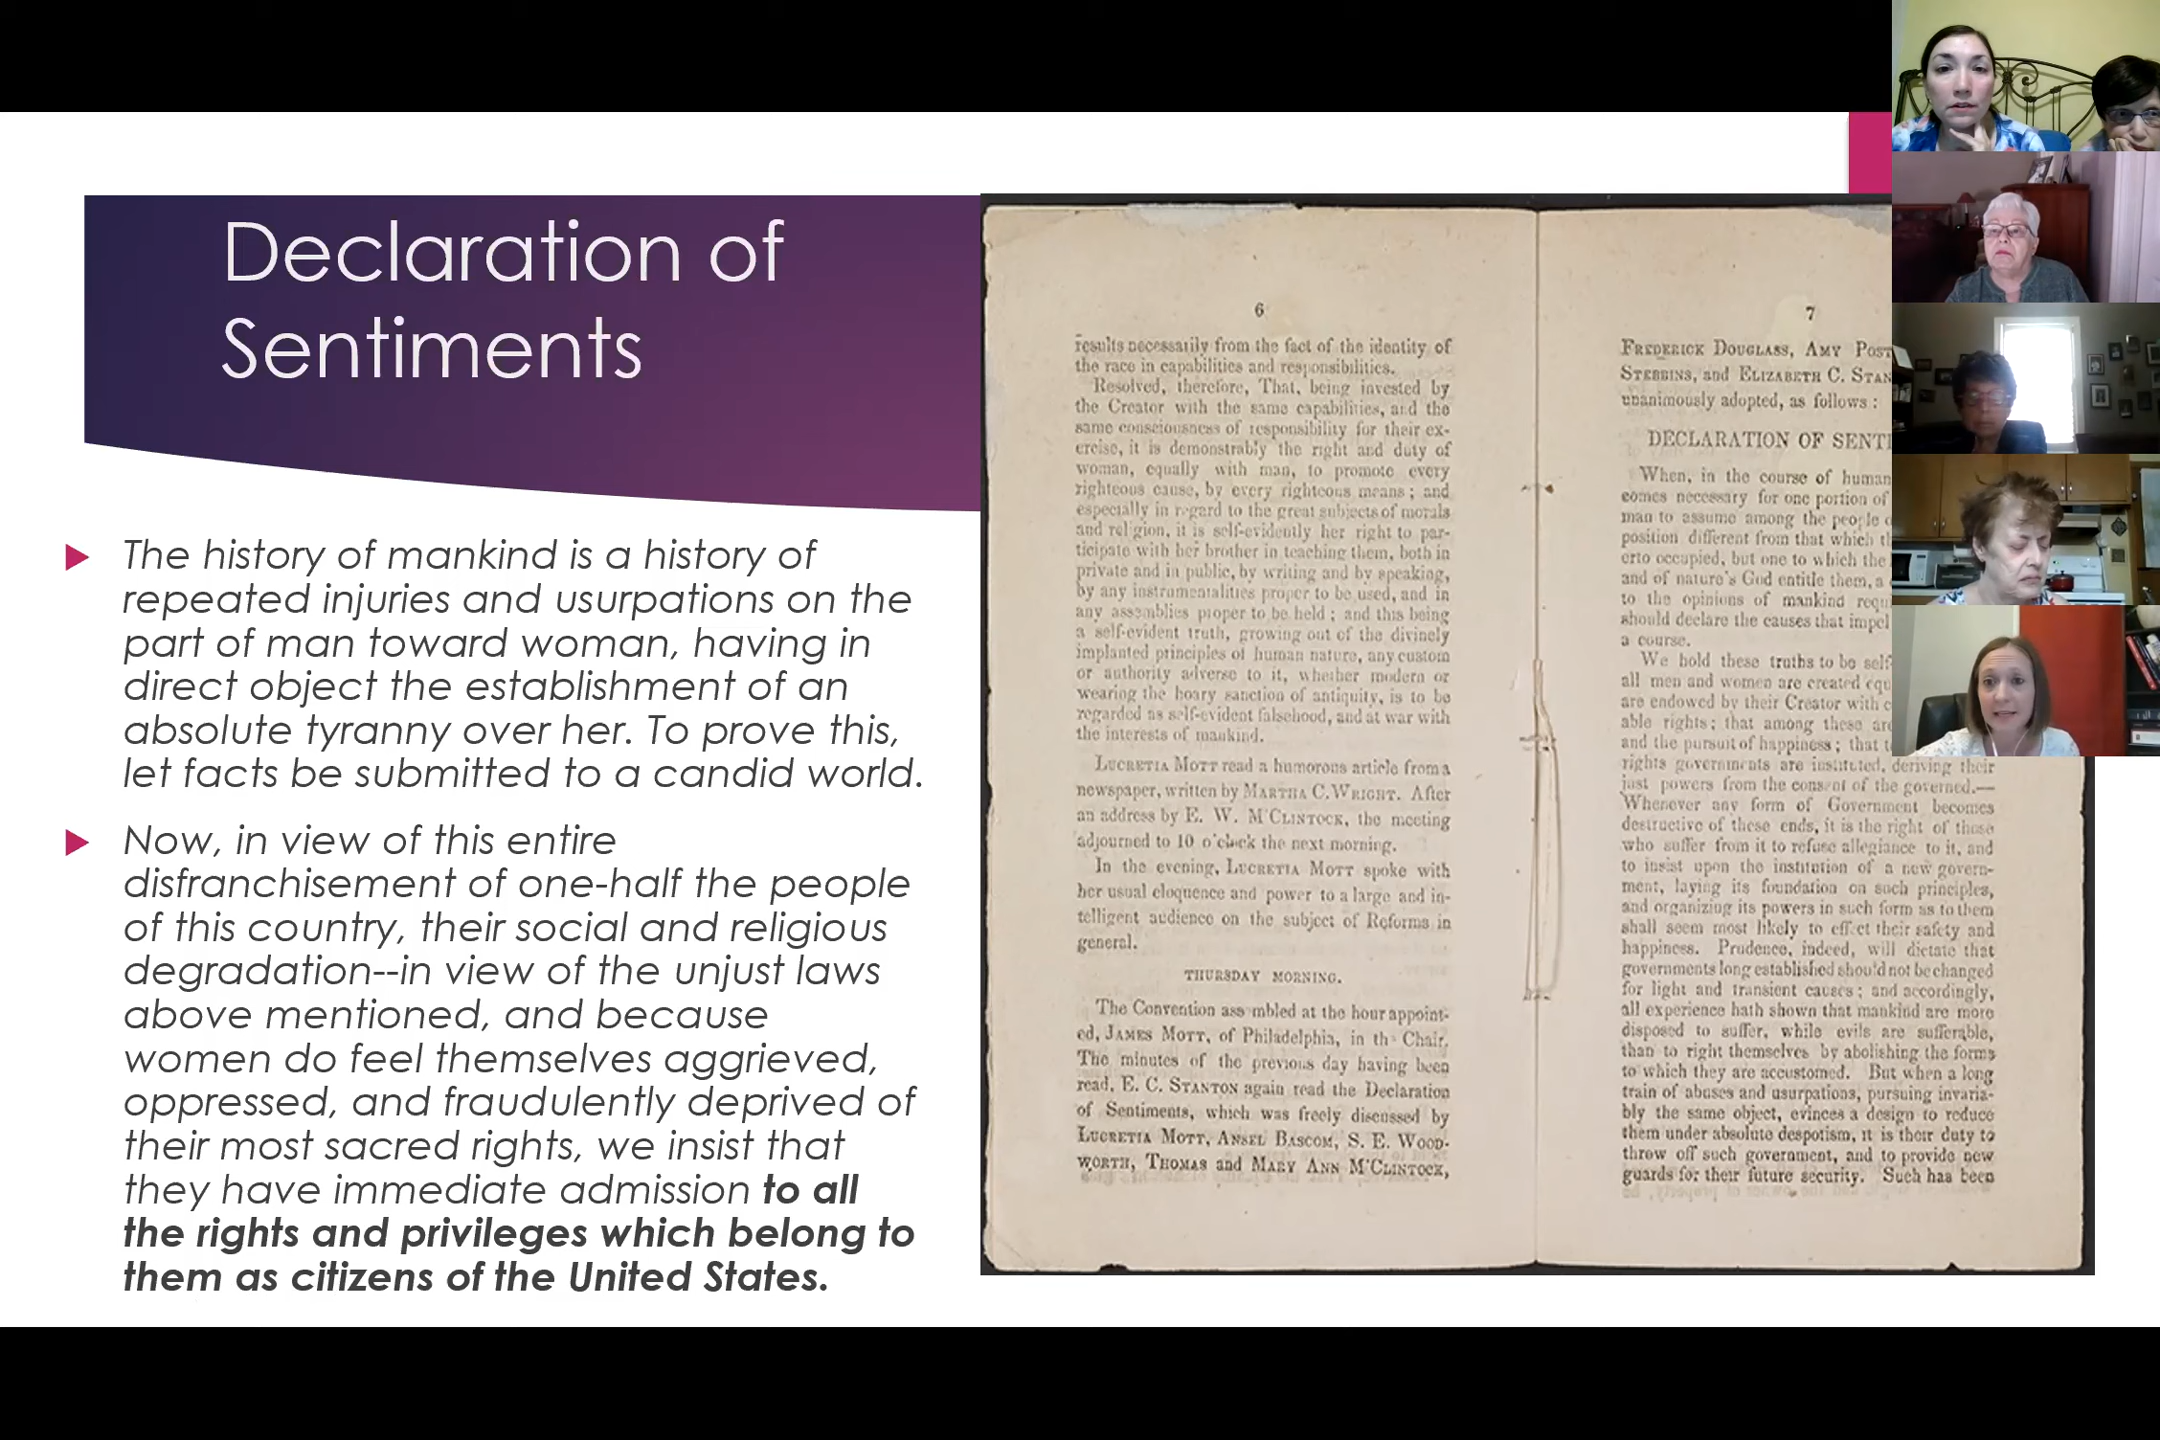 Declaration of
Sentiments
The history of mankind is a history of
repeated injuries and usurpations on the
part of man toward woman, having in
direct object the establishment of an
absolute tyranny over her. To prove this,
let facts be submitted to a candid world.
Now, in view of this entire
disfranchisement of one-half the people
of this country, their social and religious
degradation--in view of the unjust laws
above mentioned, and because
women do feel themselves aggrieved,
oppressed, and fraudulently deprived of
their most sacred rights, we insist that
they have immediate admission to all
the rights and privileges which belong to
them as citizens of the United States.
6
results necessarily from the fact of the identity of
the race in capabilities and responsibilities.
Resolved, therefore, That, being invested by
the Creator with the same capabilities, and the
same consciousness of responsibility for their ex-
ercise, it is demonstrably the right and duty of
woman, equally with man, to promote every
righteous cause, by every righteous means; and
especially in regard to the great subjects of morals
and religion, it is self-evidently her right to par-
ticipate with her brother in teaching them, both in
private and in public, by writing and by speaking,
by any instrumentalities proper to be used, and in
any assemblies proper to be held; and this being
a self-evident truth, growing out of the divinely
implanted principles of human nature, any custom
or authority adverse to it, whether modern or
wearing the hoary sanction of antiquity, is to be
regarded as self-evident falsehood, and at war with
the interests of mankind.
LUCRETIA MOTT read a humorous article from a
newspaper, written by MARTHA C. WRIGHT. After
an address by E. W. M'CLINTOCK, the meeting
adjourned to 10 o'clock the next morning.
In the evening, LUCRETIA MOTT spoke with
her usual eloquence and power to a large and in-
telligent audience on the subject of Reforms in
general.
THURSDAY MORNING.
The Convention ass mbled at the hour appoint-
ed, JAMES MOTT, of Philadelphia, in th Chair.
The minutes of the previous day having been
read, E. C. STANTON again read the Declaration
of Sentiments, which was freely discussed by
LUCRETIA MOTT, ANSEL BASCOM, S. E. WOOD-
WORTH, THOMAS and MARY ANN M'CLINTOCK,
7
FREDERICK DOUGLASS, AMY POST
STEBBINS, and ELIZABETH C. STAN
unanimously adopted, as follows:
DECLARATION OF SENTI
When, in the course of human
comes necessary for one portion of
man to assume among the people o
position different from that which th
erto occupied, but one to which the
and of nature's God entitle them, a
to the opinions of mankind requ
should declare the causes that impel
a course.
We hold these truths to be self-
all men and women are created equ
are endowed by their Creator with c
able rights; that among these are
and the pursuit of happiness; that t
rights governments are instituted, deriving their
just powers from the consent of the governed.—
Whenever any form of Government becomes
destructive of these ends, it is the right of those
who suffer from it to refuse allegiance to it, and
to insist upon the institution of a new govern-
ment, laying its foundation on such principles,
and organizing its powers in such form as to them
shall seem most likely to effect their safety and
happiness. Prudence, indeed, will dictate that
governments long established should not be changed
for light and transient causes; and accordingly,
all experience hath shown that mankind are more
disposed to suffer, while evils are sufferable,
than to right themselves by abolishing the forms
to which they are accustomed. But when a long
train of abuses and usurpations, pursuing invaria-
bly the same object, evinces a design to reduce
them under absolute despotism, it is their duty to
throw off such government, and to provide new
guards for their future security. Such has been